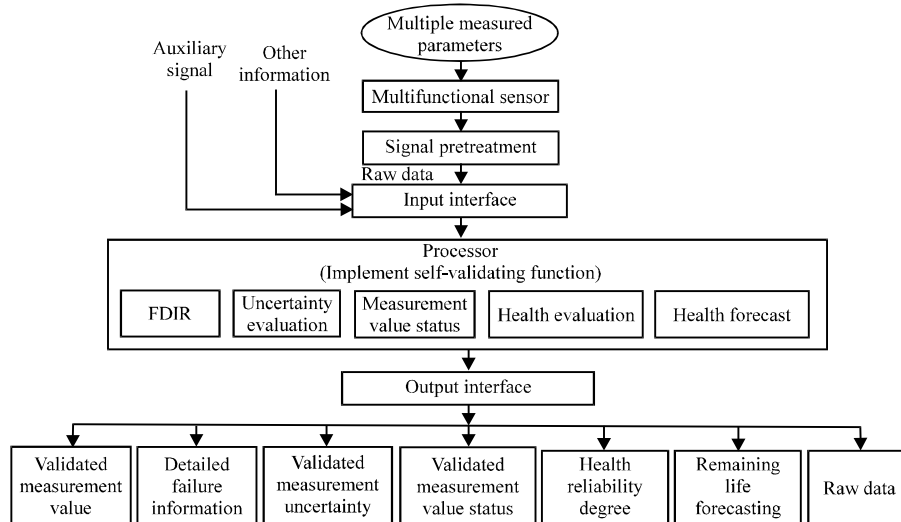 Multiple measured
parameters
Auxiliary
signal
Other
information
Multifunctional sensor
Signal pretreatment
Raw data
Input interface
Processor
(Implement self-validating function)
FDIR
Uncertainty
evaluation
Measurement
value status
Health evaluation
Health forecast
Output interface
Validated
measurement
value
Detailed
failure
information
Validated
measurement
uncertainty
Validated
measurement
value status
Health
reliability
degree
Remaining
life
forecasting
Raw data